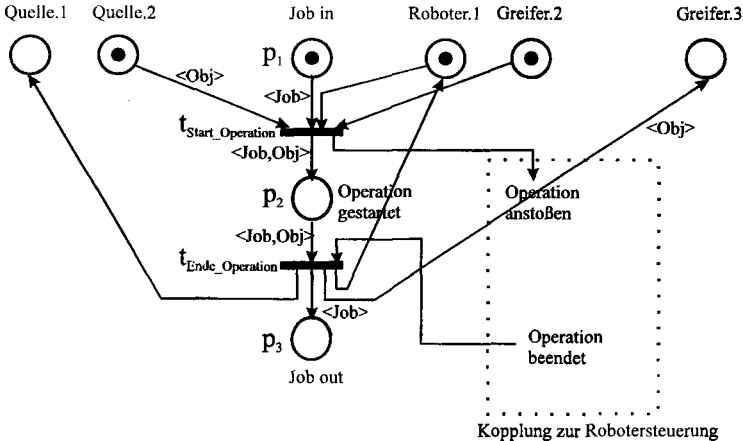 Quelle.1 Quelle.2 Job in Roboter.1 Greifer.2 Greifer.3
p1
<Obj>
<Job>
<Obj>
tStart_Operation
<Job,Obj>
p2
Operation
gestartet
Operation
anstoßen
<Job,Obj>
tEnde_Operation
<Job>
p3
Operation
beendet
Job out
Kopplung zur Robotersteuerung